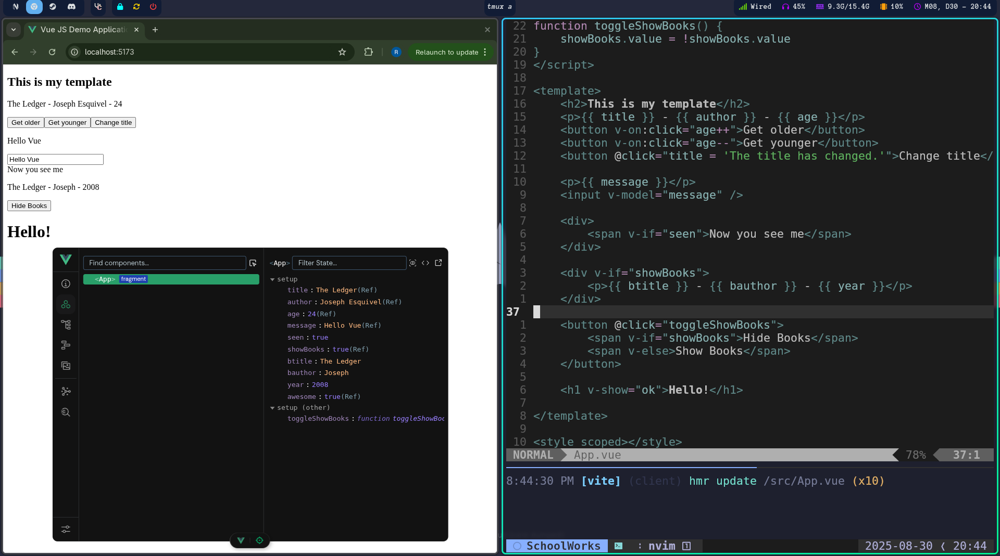 tmux a
Wired 45% 9.3G/15.4G 10% M08, D30 - 20:44
Vue JS Demo Applicati
localhost:5173
R
Relaunch to update
This is my template
The Ledger - Joseph Esquivel - 24
Get older Get younger Change title
Hello Vue
Hello Vue
Now you see me
The Ledger - Joseph - 2008
Hide Books
Hello!
Find components...
<App> fragment
<App> Filter State...
setup
title : The Ledger(Ref)
author : Joseph Esquivel(Ref)
age : 24(Ref)
message : Hello Vue(Ref)
seen : true
showBooks : true(Ref)
btitle : The Ledger
bauthor : Joseph
year : 2008
awesome : true(Ref)
setup (other)
toggleShowBooks : function toggleShowBoo
22 function toggleShowBooks() {
21 showBooks.value = !showBooks.value
20 }
19 </script>
18
17 <template>
16 <h2>This is my template</h2>
15 <p>{{ title }} - {{ author }} - {{ age }}</p>
14 <button v-on:click="age++">Get older</button>
13 <button v-on:click="age--">Get younger</button>
12 <button @click="title = 'The title has changed.'">Change title</
11
10 <p>{{ message }}</p>
9 <input v-model="message" />
8
7 <div>
6 <span v-if="seen">Now you see me</span>
5 </div>
4
3 <div v-if="showBooks">
2 <p>{{ btitle }} - {{ bauthor }} - {{ year }}</p>
1 </div>
37
1 <button @click="toggleShowBooks">
2 <span v-if="showBooks">Hide Books</span>
3 <span v-else>Show Books</span>
4 </button>
5
6 <h1 v-show="ok">Hello!</h1>
7
8 </template>
9
10 <style scoped></style>
NORMAL App.vue 78% 37:1
8:44:30 PM [vite] (client) hmr update /src/App.vue (x10)
SchoolWorks : nvim 1 2025-08-30 20:44